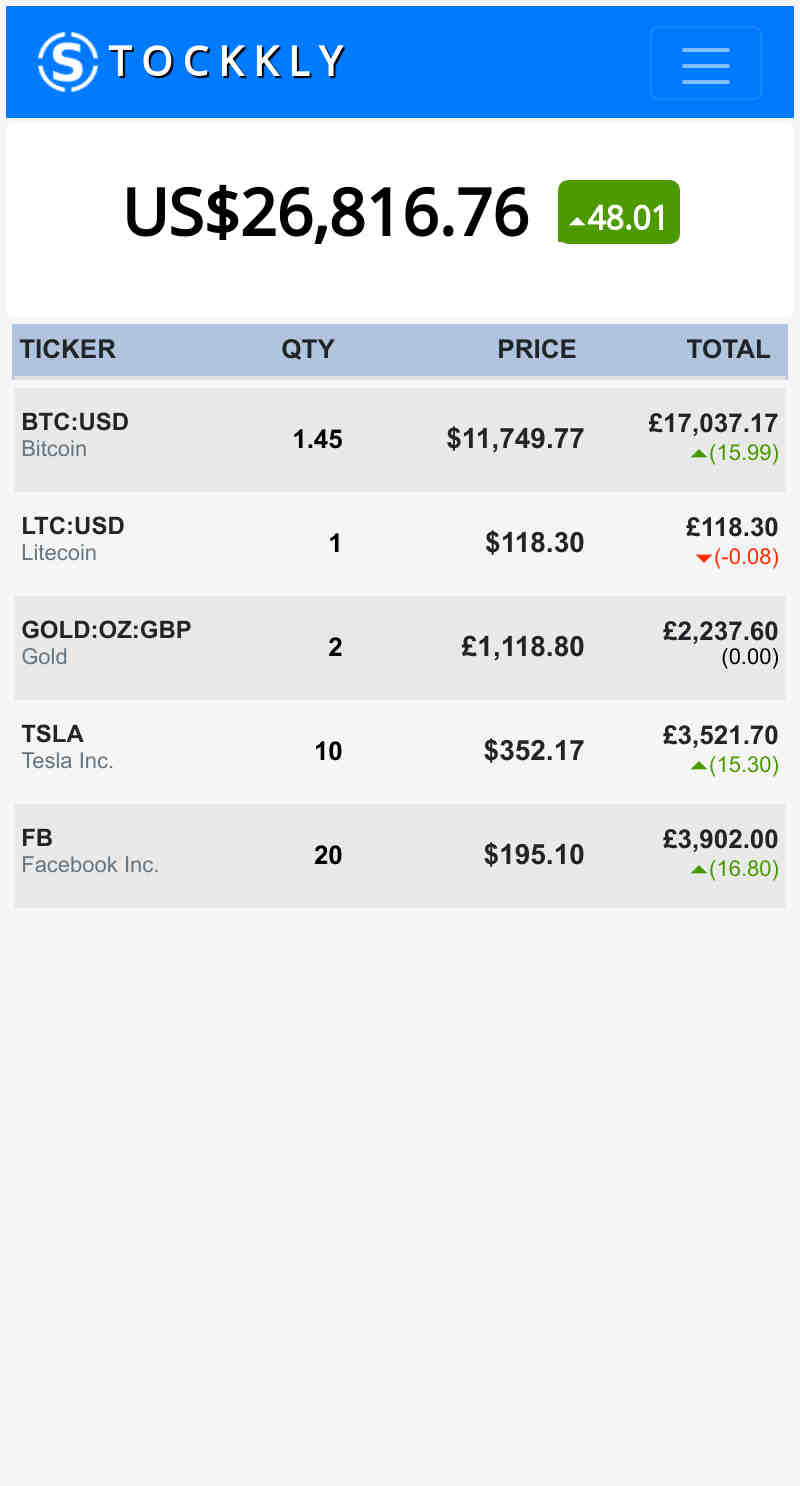 STOCKKLY
US$26,816.76 48.01
TICKER QTY PRICE TOTAL
BTC:USD
Bitcoin
1.45 $11,749.77 £17,037.17
(15.99)
LTC:USD
Litecoin
1 $118.30 £118.30
(-0.08)
GOLD:OZ:GBP
Gold
2 £1,118.80 £2,237.60
(0.00)
TSLA
Tesla Inc.
10 $352.17 £3,521.70
(15.30)
FB
Facebook Inc.
20 $195.10 £3,902.00
(16.80)